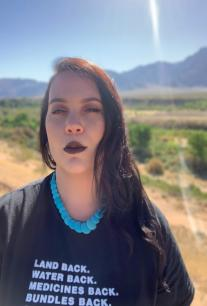 LAND BACK.
WATER BACK.
MEDICINES BACK.
BUNDLES BACK.